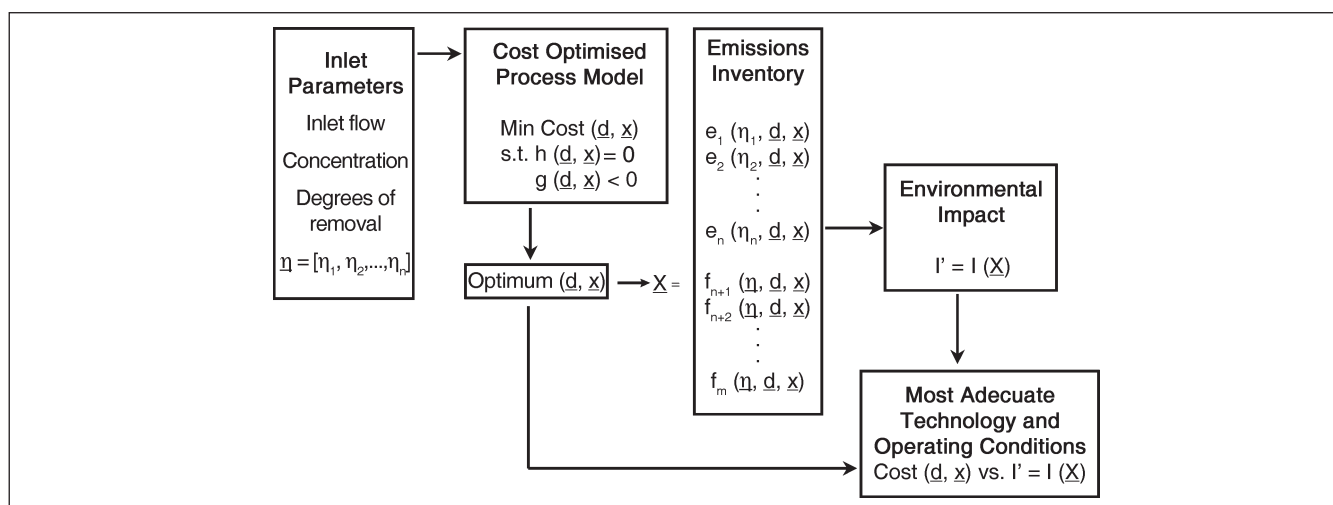 Inlet
Parameters
Inlet flow
Concentration
Degrees of
removal
η = [η₁, η₂,...,ηₙ]
Cost Optimised
Process Model
Min Cost (d, x)
s.t. h (d, x) = 0
g (d, x) < 0
Optimum (d, x)
X =
Emissions
Inventory
e₁ (η₁, d, x)
e₂ (η₂, d, x)
.
.
.
eₙ (ηₙ, d, x)
fₙ₊₁ (η, d, x)
fₙ₊₂ (η, d, x)
.
.
.
fₘ (η, d, x)
Environmental
Impact
I' = I (X)
Most Adequate
Technology and
Operating Conditions
Cost (d, x) vs. I' = I (X)